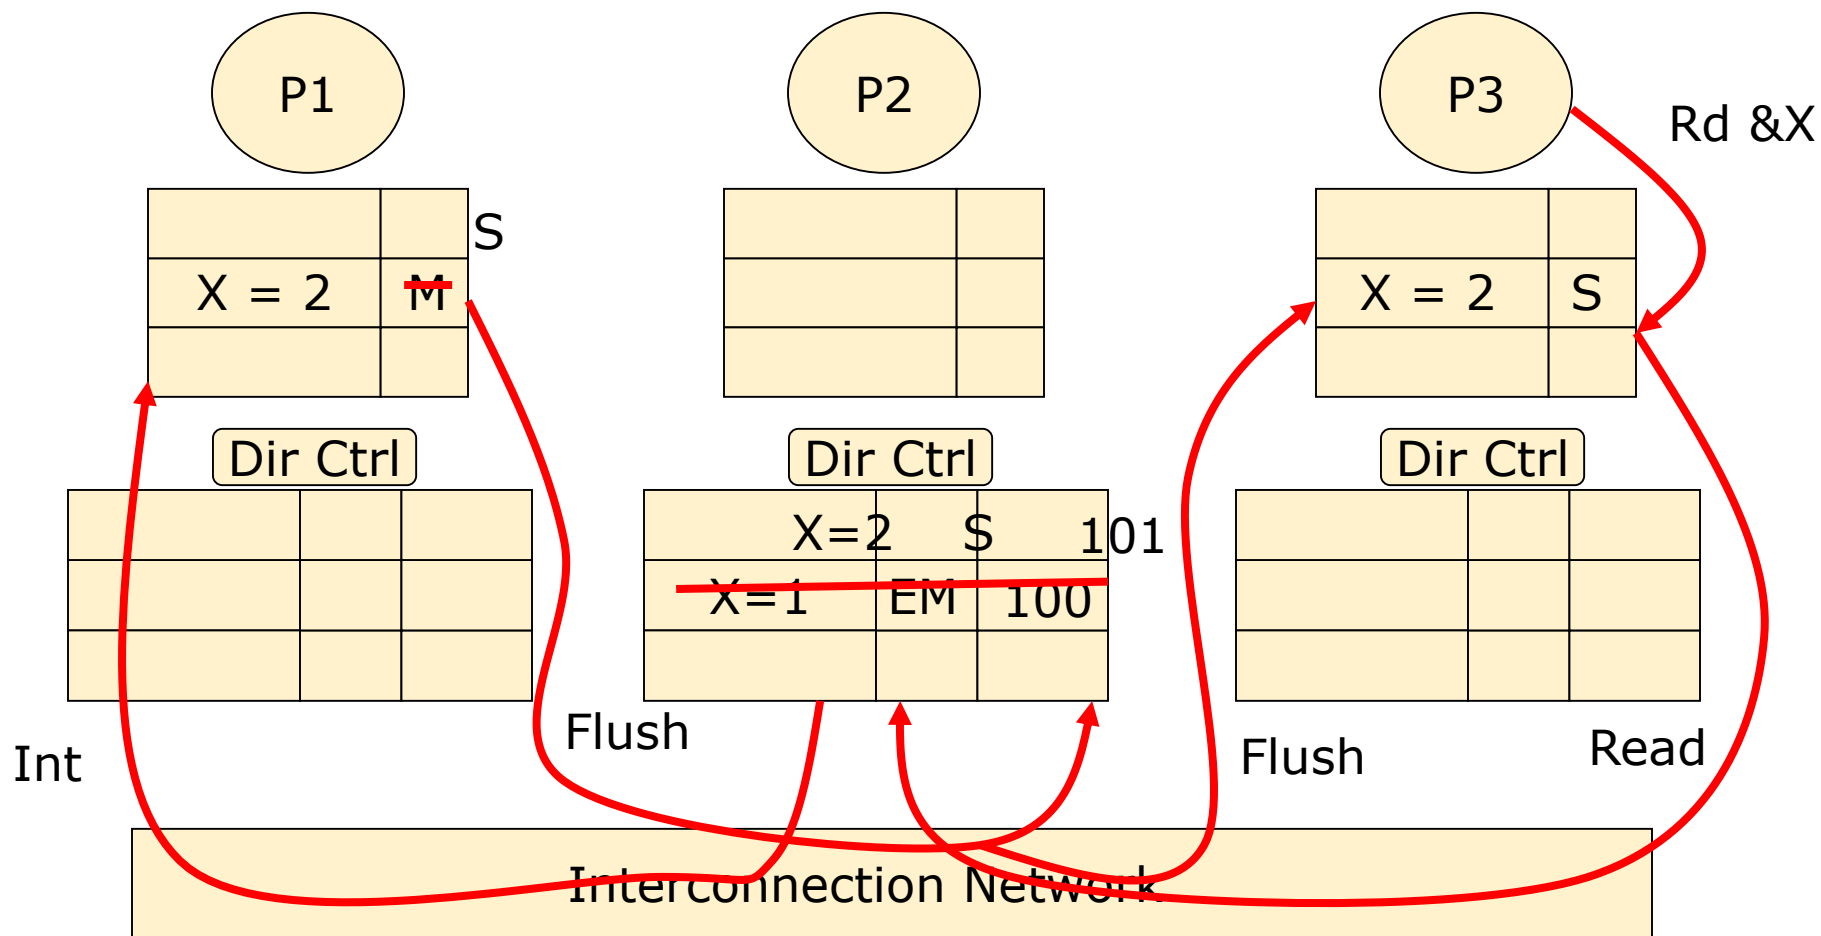 P1
P2
P3
Rd &X
S
X = 2 M
X = 2 S
Dir Ctrl
Dir Ctrl
Dir Ctrl
X=2 S 101
X=1 EM 100
Int
Flush
Flush
Read
Interconnection Network